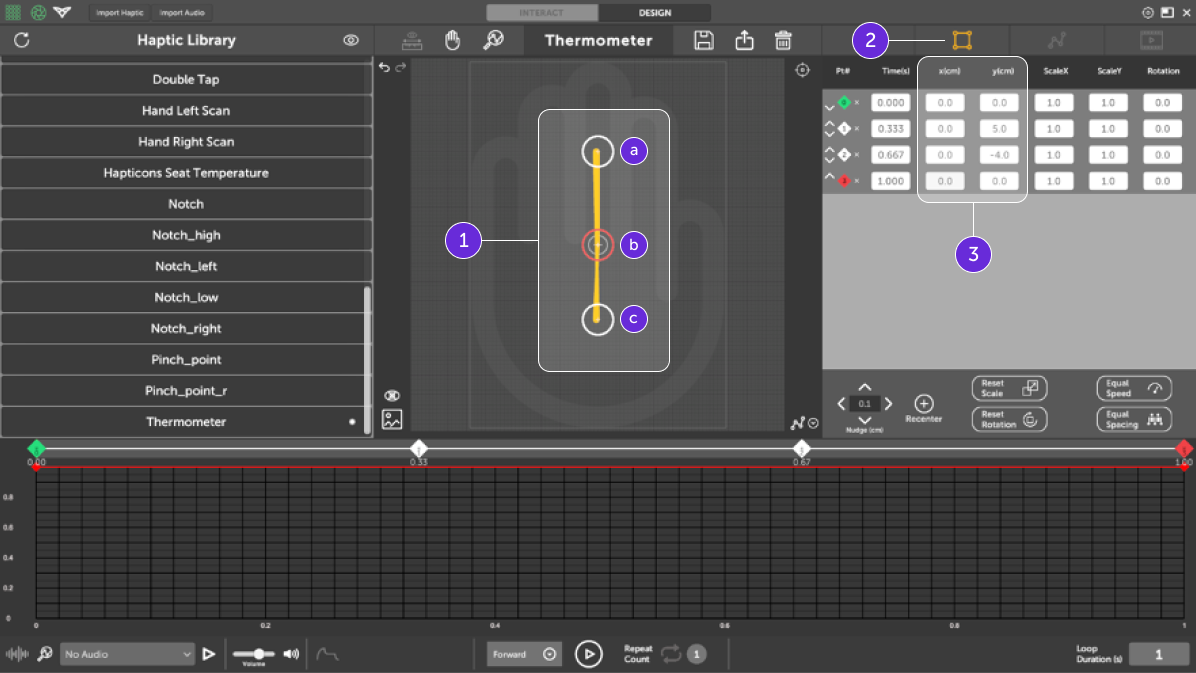 Import Haptic
Import Audio
INTERACT
DESIGN
Haptic Library
Thermometer
2
Double Tap
Hand Left Scan
Hand Right Scan
Hapticons Seat Temperature
Notch
Notch_high
Notch_left
Notch_low
Notch_right
Pinch_point
Pinch_point_r
Thermometer
1
a
b
c
Pt# Time(s) x(cm) y(cm) ScaleX ScaleY Rotation
0 × 0.000 0.0 0.0 1.0 1.0 0.0
1 × 0.333 0.0 5.0 1.0 1.0 0.0
2 × 0.667 0.0 -4.0 1.0 1.0 0.0
3 × 1.000 0.0 0.0 1.0 1.0 0.0
3
0.1
Nudge (cm)
Recenter
Reset
Scale
Reset
Rotation
Equal
Speed
Equal
Spacing
0.00 0.33 0.67 1.00
0.8
0.6
0.4
0.2
0
0 0.2 0.4 0.6 0.8 1
No Audio
Volume
Forward
Repeat
Count
1
Loop
Duration (s)
1